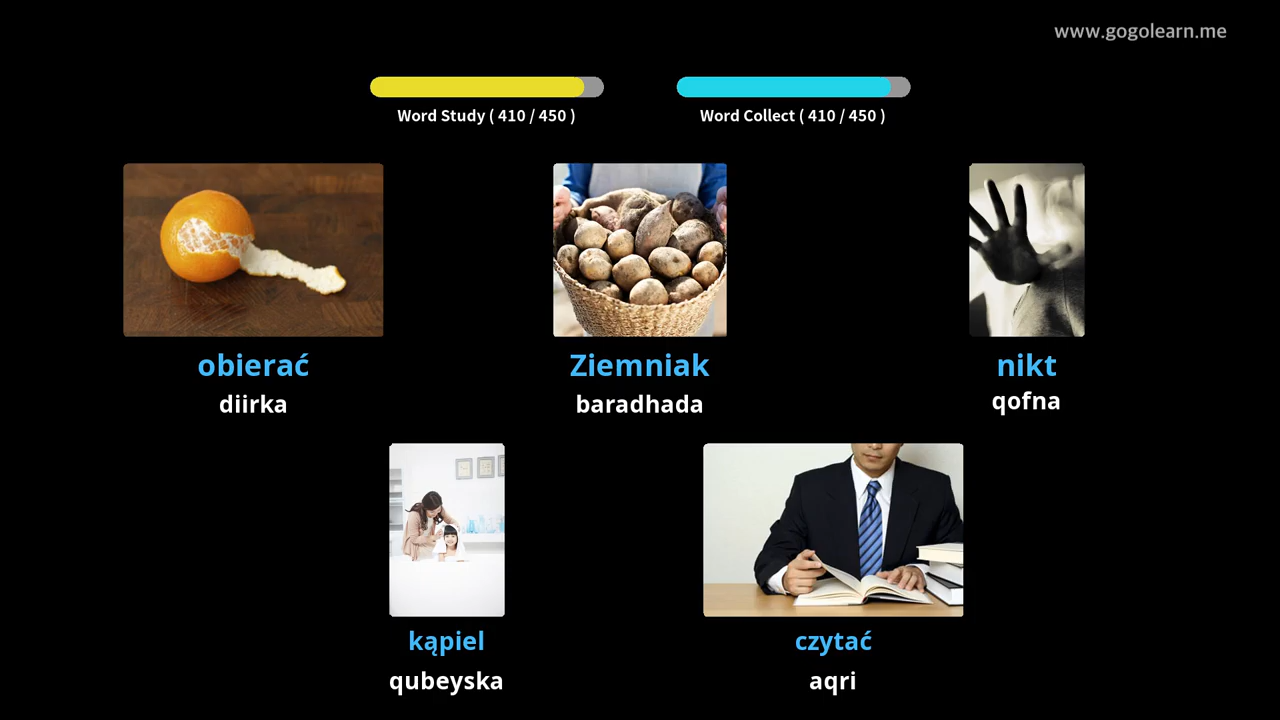 www.gogolearn.me
Word Study ( 410 / 450 )
Word Collect ( 410 / 450 )
obierać
diirka
Ziemniak
baradhada
nikt
qofna
kąpiel
qubeyska
czytać
aqri